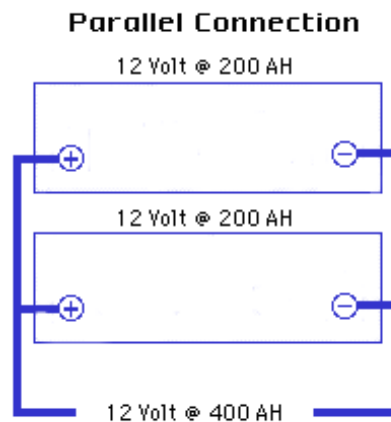 Parallel Connection
12 Volt @ 200 AH
+ −
12 Volt @ 200 AH
+ −
12 Volt @ 400 AH